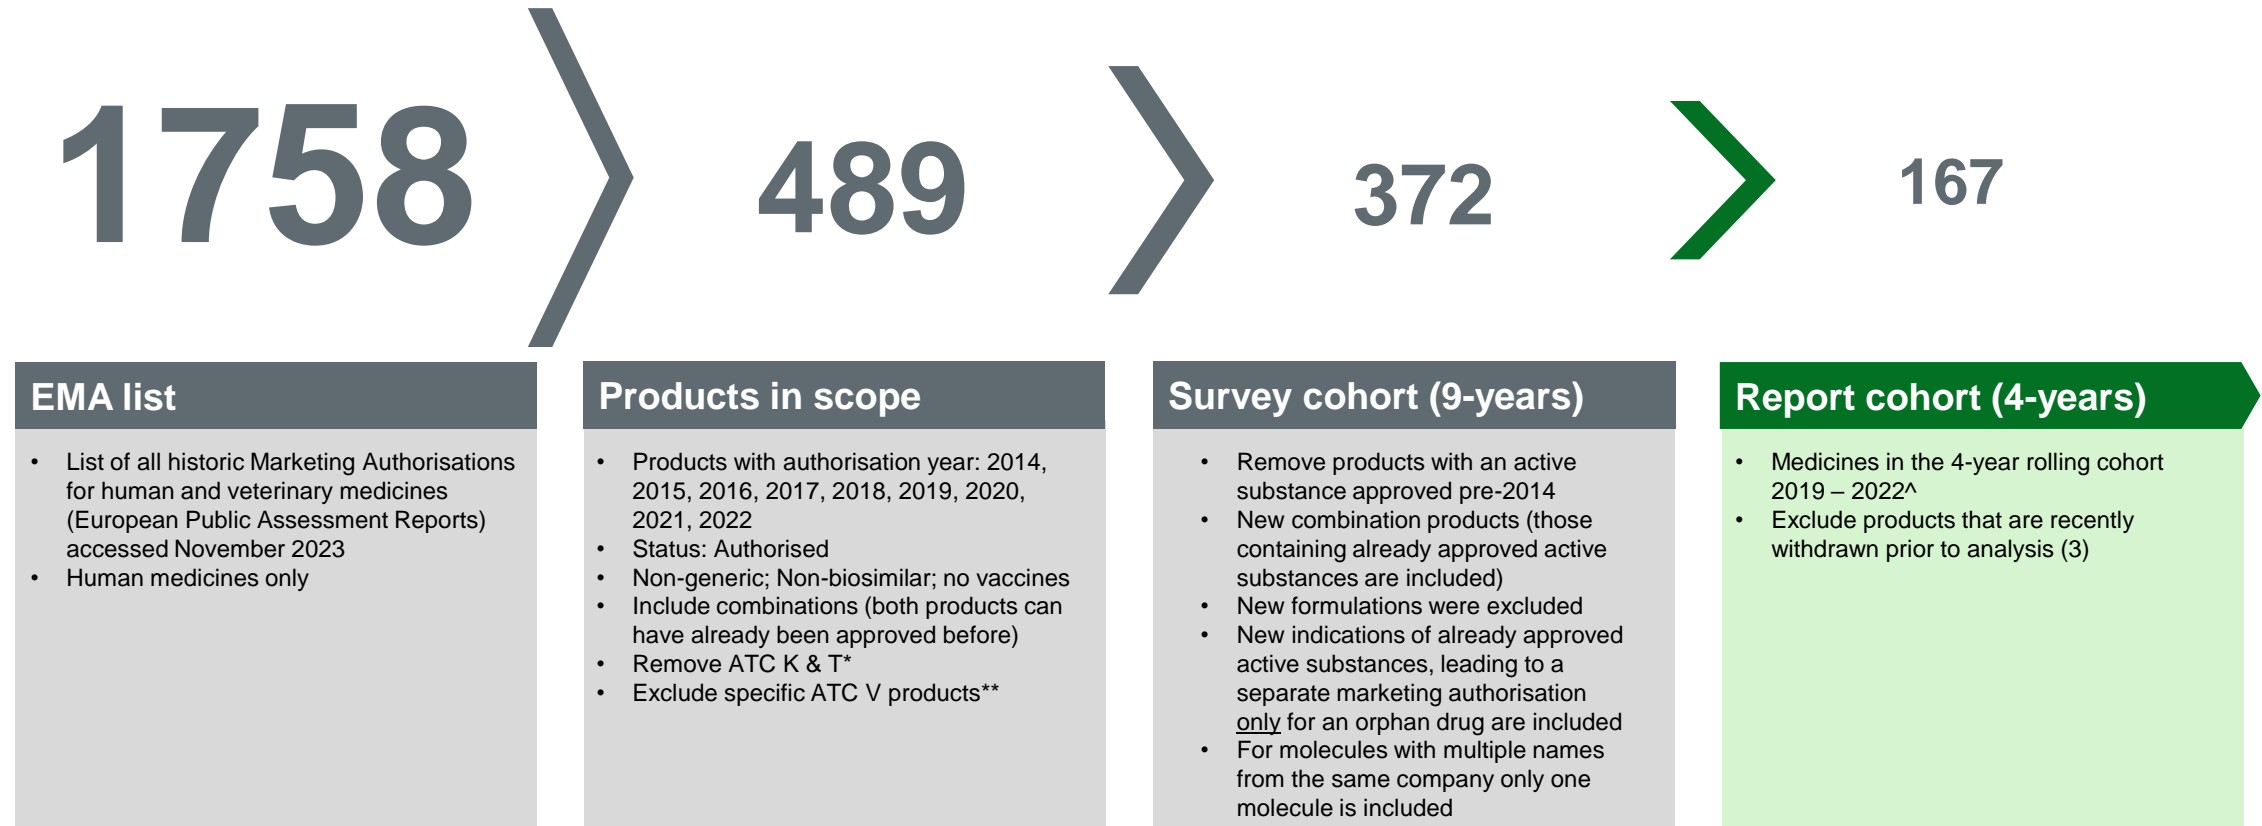 1758
489
372
167
EMA list
• List of all historic Marketing Authorisations
for human and veterinary medicines
(European Public Assessment Reports)
accessed November 2023
• Human medicines only
Products in scope
• Products with authorisation year: 2014,
2015, 2016, 2017, 2018, 2019, 2020,
2021, 2022
• Status: Authorised
• Non-generic; Non-biosimilar; no vaccines
• Include combinations (both products can
have already been approved before)
• Remove ATC K & T*
• Exclude specific ATC V products**
Survey cohort (9-years)
• Remove products with an active
substance approved pre-2014
• New combination products (those
containing already approved active
substances are included)
• New formulations were excluded
• New indications of already approved
active substances, leading to a
separate marketing authorisation
only for an orphan drug are included
• For molecules with multiple names
from the same company only one
molecule is included
Report cohort (4-years)
• Medicines in the 4-year rolling cohort
2019 – 2022^
• Exclude products that are recently
withdrawn prior to analysis (3)